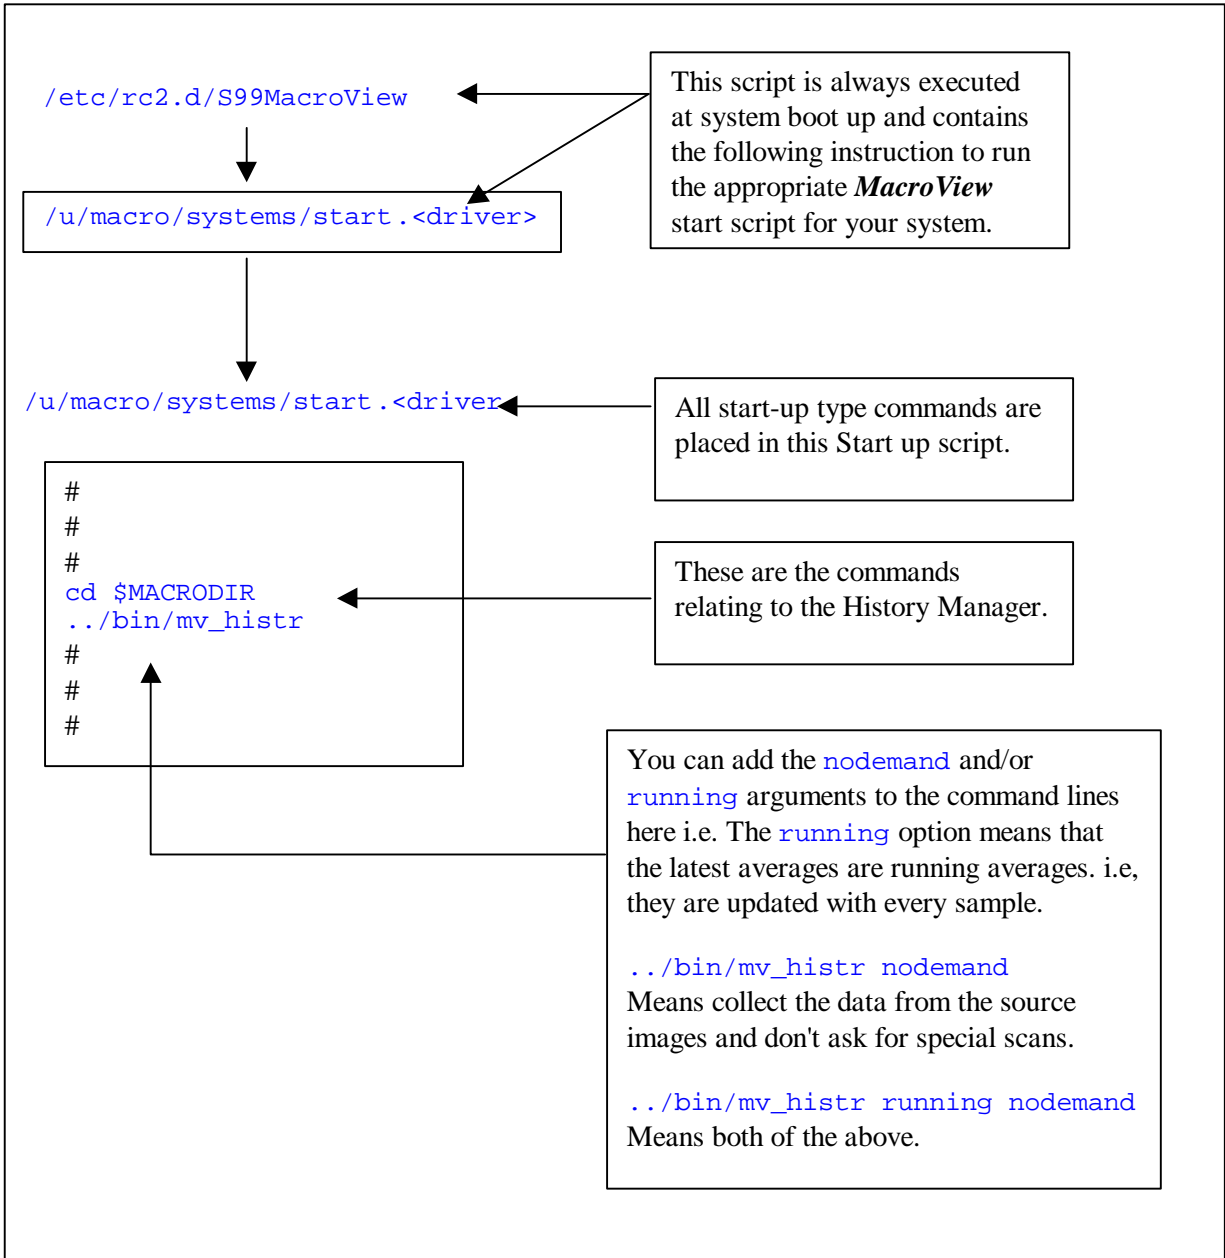 /etc/rc2.d/S99MacroView
This script is always executed
at system boot up and contains
the following instruction to run
the appropriate MacroView
start script for your system.
/u/macro/systems/start.<driver>
/u/macro/systems/start.<driver
All start-up type commands are
placed in this Start up script.
#
#
#
cd $MACRODIR
../bin/mv_histr
#
#
#
These are the commands
relating to the History Manager.
You can add the nodemand and/or
running arguments to the command lines
here i.e. The running option means that
the latest averages are running averages. i.e,
they are updated with every sample.
../bin/mv_histr nodemand
Means collect the data from the source
images and don't ask for special scans.
../bin/mv_histr running nodemand
Means both of the above.